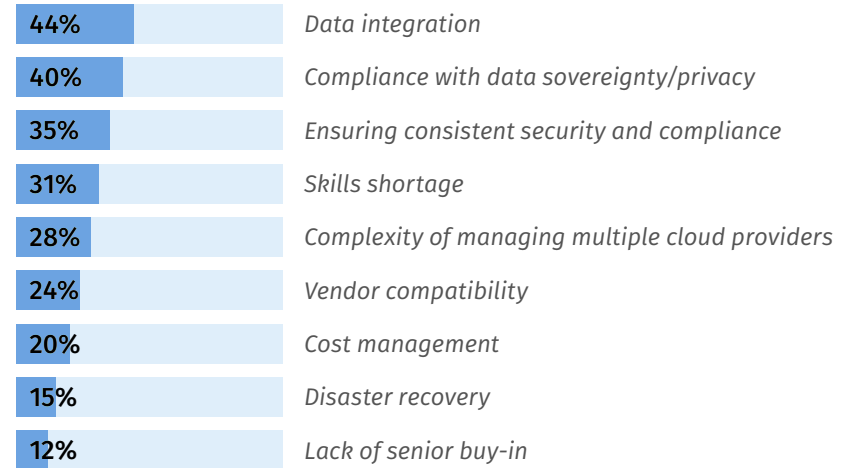 44% Data integration
40% Compliance with data sovereignty/privacy
35% Ensuring consistent security and compliance
31% Skills shortage
28% Complexity of managing multiple cloud providers
24% Vendor compatibility
20% Cost management
15% Disaster recovery
12% Lack of senior buy-in